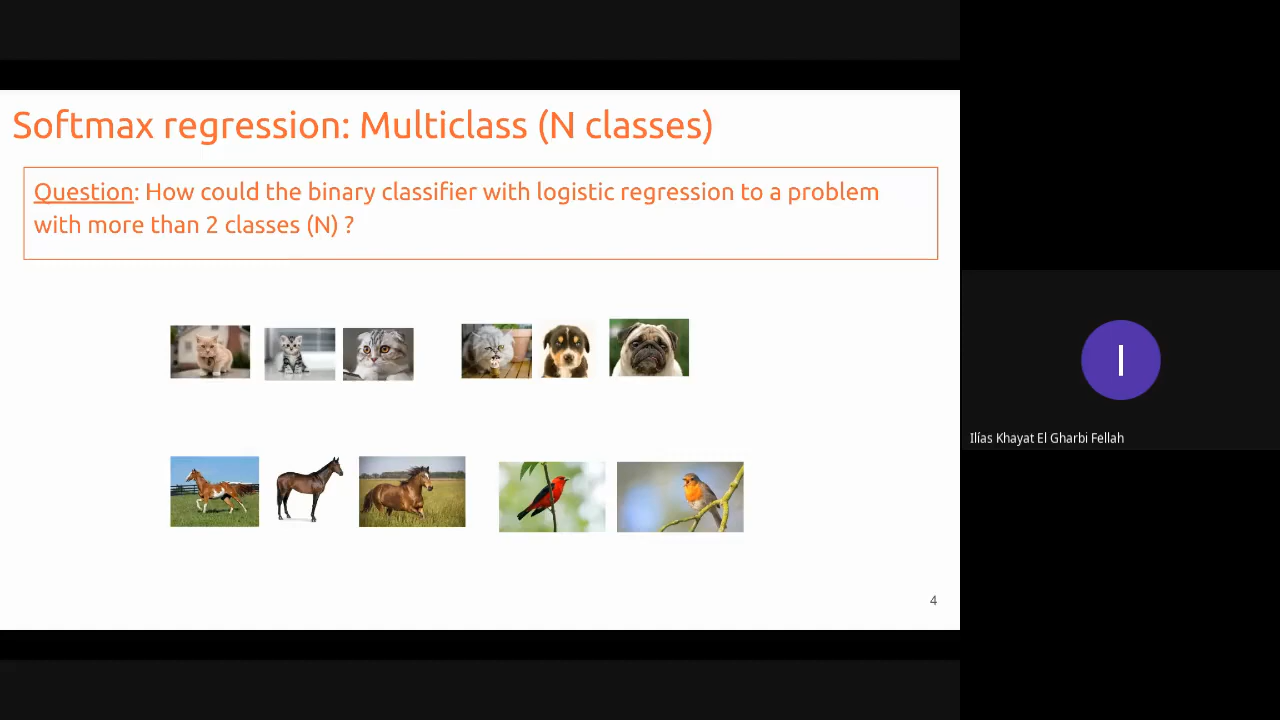 Softmax regression: Multiclass (N classes)
Question: How could the binary classifier with logistic regression to a problem
with more than 2 classes (N) ?
I
Ilías Khayat El Gharbi Fellah
4